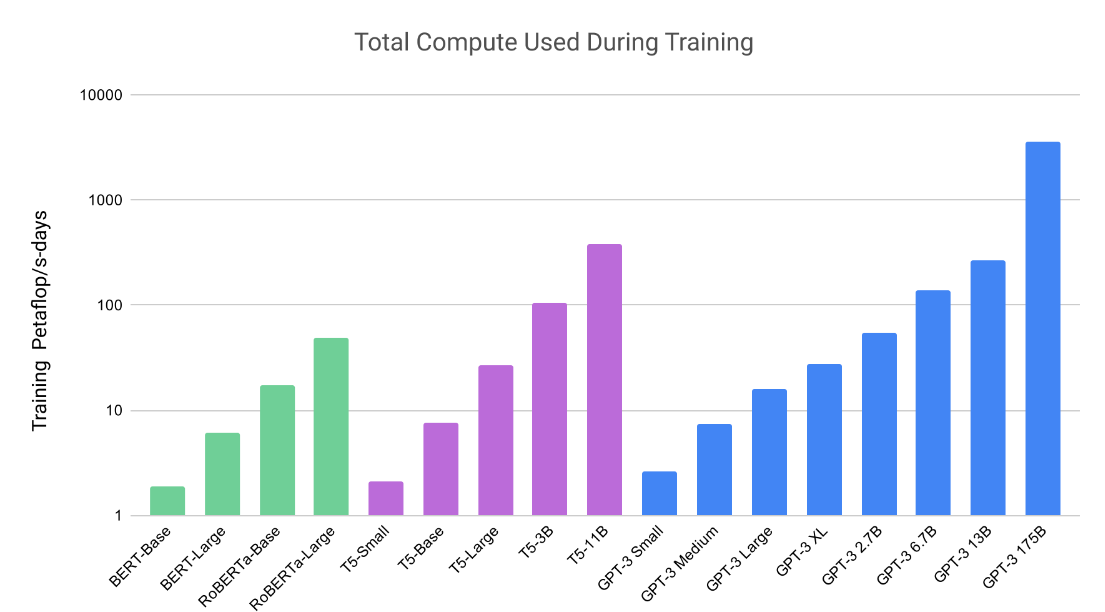 Total Compute Used During Training
Training Petaflop/s-days
10000
1000
100
10
1
BERT-Base
BERT-Large
RoBERTa-Base
RoBERTa-Large
T5-Small
T5-Base
T5-Large
T5-3B
T5-11B
GPT-3 Small
GPT-3 Medium
GPT-3 Large
GPT-3 XL
GPT-3 2.7B
GPT-3 6.7B
GPT-3 13B
GPT-3 175B